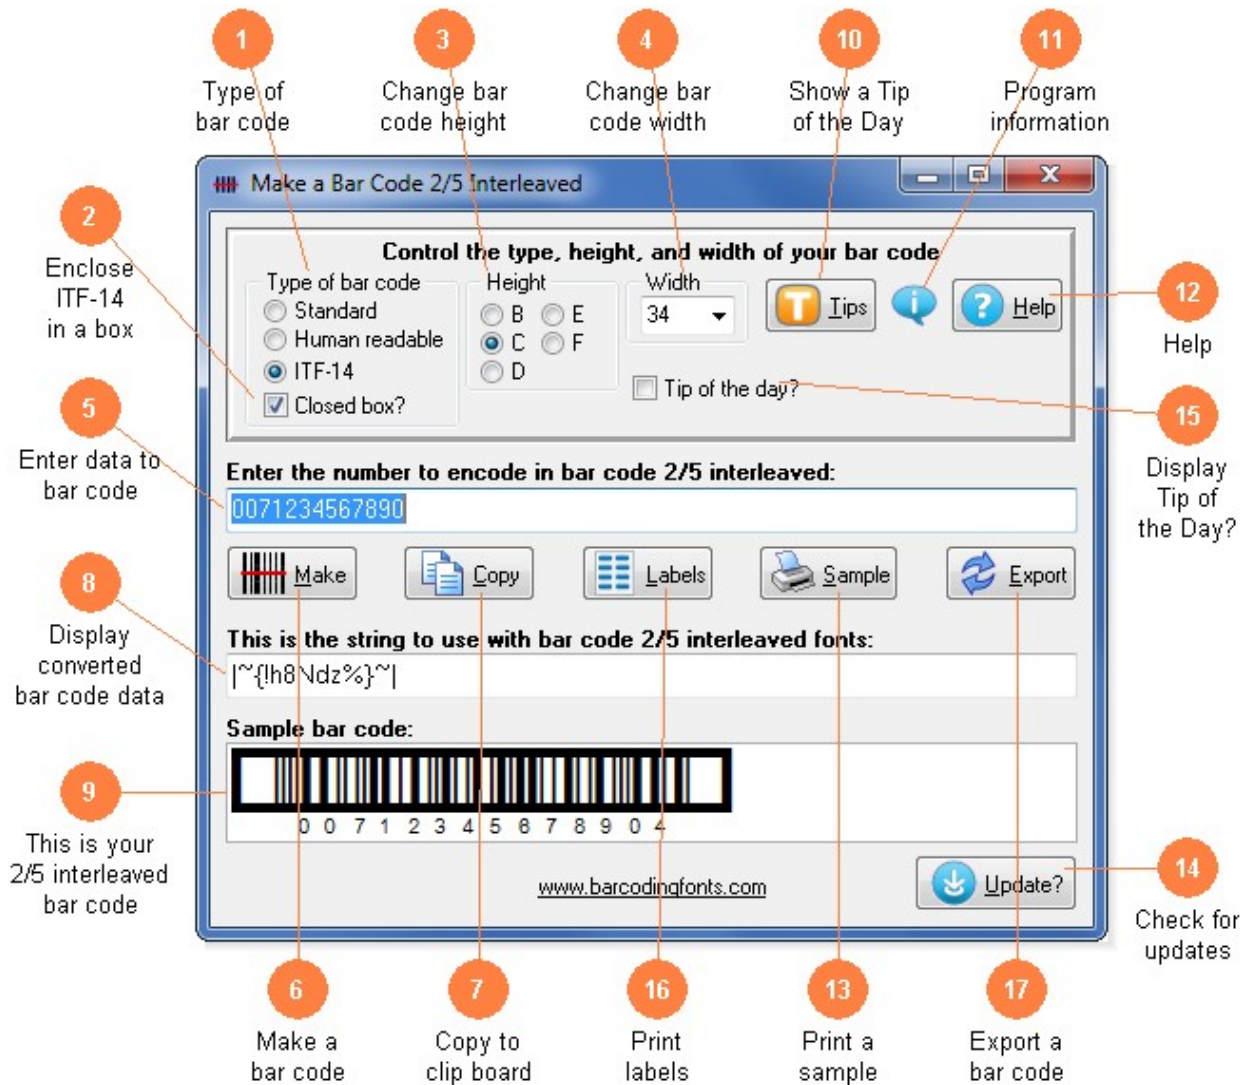 1
3
4
10
11
Type of
bar code
Change bar
code height
Change bar
code width
Show a Tip
of the Day
Program
information
Make a Bar Code 2/5 Interleaved
2
Enclose
ITF-14
in a box
Control the type, height, and width of your bar code
Type of bar code
Standard
Human readable
ITF-14
Closed box?
Height
B
E
C
F
D
Width
34
Tips
i
? Help
Tip of the day?
12
Help
15
Display
Tip of
the Day?
5
Enter data to
bar code
Enter the number to encode in bar code 2/5 interleaved:
0071234567890
Make
Copy
Labels
Sample
Export
8
Display
converted
bar code data
This is the string to use with bar code 2/5 interleaved fonts:
|~{!h8\dz%}~|
Sample bar code:
9
This is your
2/5 interleaved
bar code
0 0 7 1 2 3 4 5 6 7 8 9 0 4
www.barcodingfonts.com
Update?
14
Check for
updates
6
7
16
13
17
Make a
bar code
Copy to
clip board
Print
labels
Print a
sample
Export a
bar code